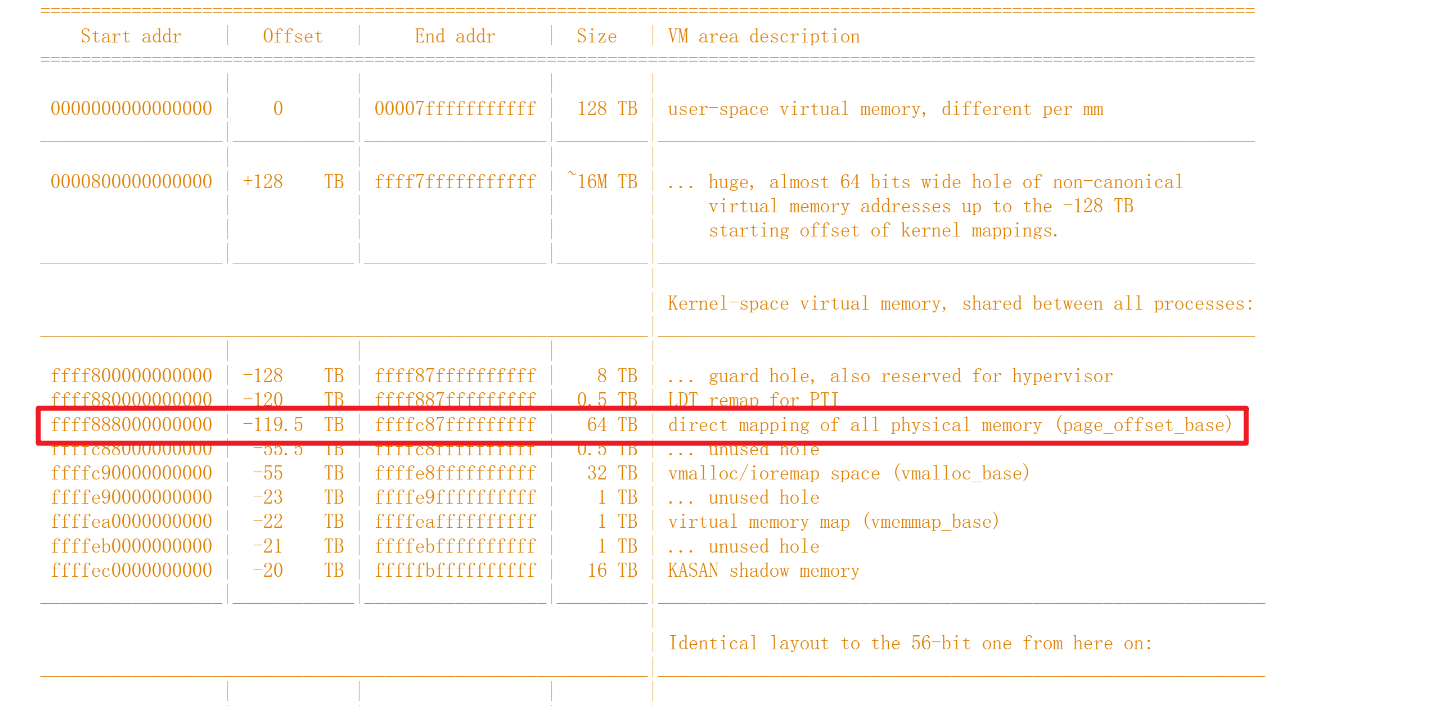 ====================================================================================================
Start addr | Offset | End addr | Size | VM area description
====================================================================================================
0000000000000000 | 0 | 00007fffffffffff | 128 TB | user-space virtual memory, different per mm
0000800000000000 | +128 TB | ffff7fffffffffff | ~16M TB | ... huge, almost 64 bits wide hole of non-canonical
virtual memory addresses up to the -128 TB
starting offset of kernel mappings.
Kernel-space virtual memory, shared between all processes:
ffff800000000000 | -128 TB | ffff87ffffffffff | 8 TB | ... guard hole, also reserved for hypervisor
ffff880000000000 | -120 TB | ffff887fffffffff | 0.5 TB | LDT remap for PTI
ffff888000000000 | -119.5 TB | ffffc87fffffffff | 64 TB | direct mapping of all physical memory (page_offset_base)
ffffc88000000000 | -55.5 TB | ffffc8ffffffffff | 0.5 TB | ... unused hole
ffffc90000000000 | -55 TB | ffffe8ffffffffff | 32 TB | vmalloc/ioremap space (vmalloc_base)
ffffe90000000000 | -23 TB | ffffe9ffffffffff | 1 TB | ... unused hole
ffffea0000000000 | -22 TB | ffffeaffffffffff | 1 TB | virtual memory map (vmemmap_base)
ffffeb0000000000 | -21 TB | ffffebffffffffff | 1 TB | ... unused hole
ffffec0000000000 | -20 TB | fffffbffffffffff | 16 TB | KASAN shadow memory
Identical layout to the 56-bit one from here on: